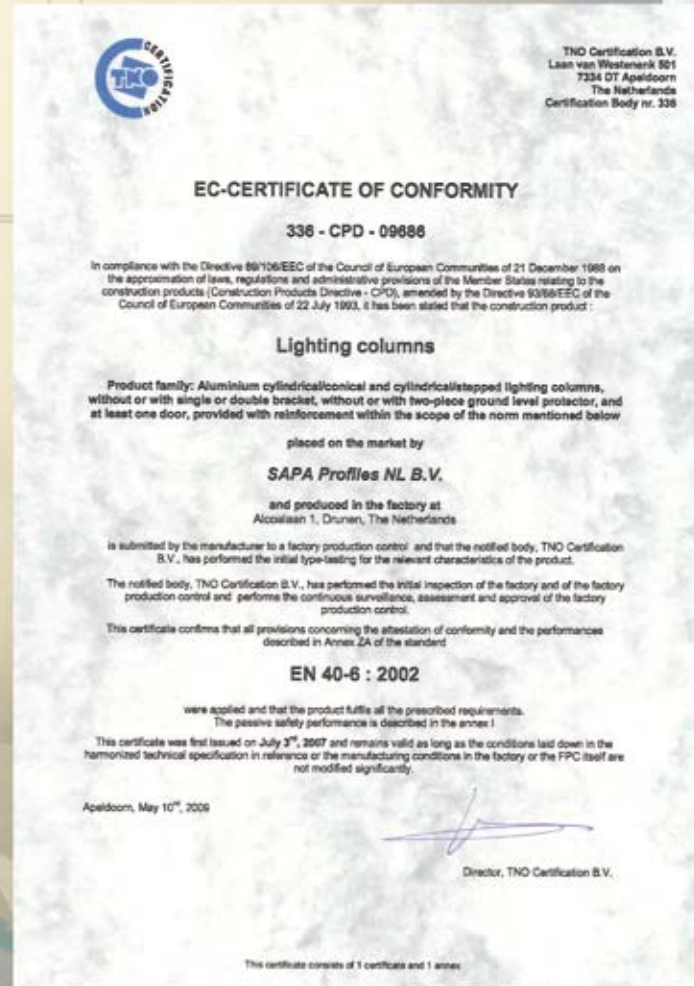 TNO CERTIFICATION
TNO Certification B.V.
Laan van Westenenk 501
7334 DT Apeldoorn
The Netherlands
Certification Body nr. 336
EC-CERTIFICATE OF CONFORMITY
336 - CPD - 09686
In compliance with the Directive 89/106/EEC of the Council of European Communities of 21 December 1988 on
the approximation of laws, regulations and administrative provisions of the Member States relating to the
construction products (Construction Products Directive - CPD), amended by the Directive 93/68/EEC of the
Council of European Communities of 22 July 1993, it has been stated that the construction product :
Lighting columns
Product family: Aluminium cylindrical/conical and cylindrical/stepped lighting columns,
without or with single or double bracket, without or with two-piece ground level protector, and
at least one door, provided with reinforcement within the scope of the norm mentioned below
placed on the market by
SAPA Profiles NL B.V.
and produced in the factory at
Alcoalaan 1, Drunen, The Netherlands
is submitted by the manufacturer to a factory production control and that the notified body, TNO Certification
B.V., has performed the initial type-testing for the relevant characteristics of the product.
The notified body, TNO Certification B.V., has performed the initial inspection of the factory and of the factory
production control and performs the continuous surveillance, assessment and approval of the factory
production control.
This certificate confirms that all provisions concerning the attestation of conformity and the performances
described in Annex ZA of the standard
EN 40-6 : 2002
were applied and that the product fulfils all the prescribed requirements.
The passive safety performance is described in the annex I
This certificate was first issued on July 3rd, 2007 and remains valid as long as the conditions laid down in the
harmonized technical specification in reference or the manufacturing conditions in the factory or the FPC itself are
not modified significantly.
Apeldoorn, May 10th, 2009
Director, TNO Certification B.V.
This certificate consists of 1 certificate and 1 annex